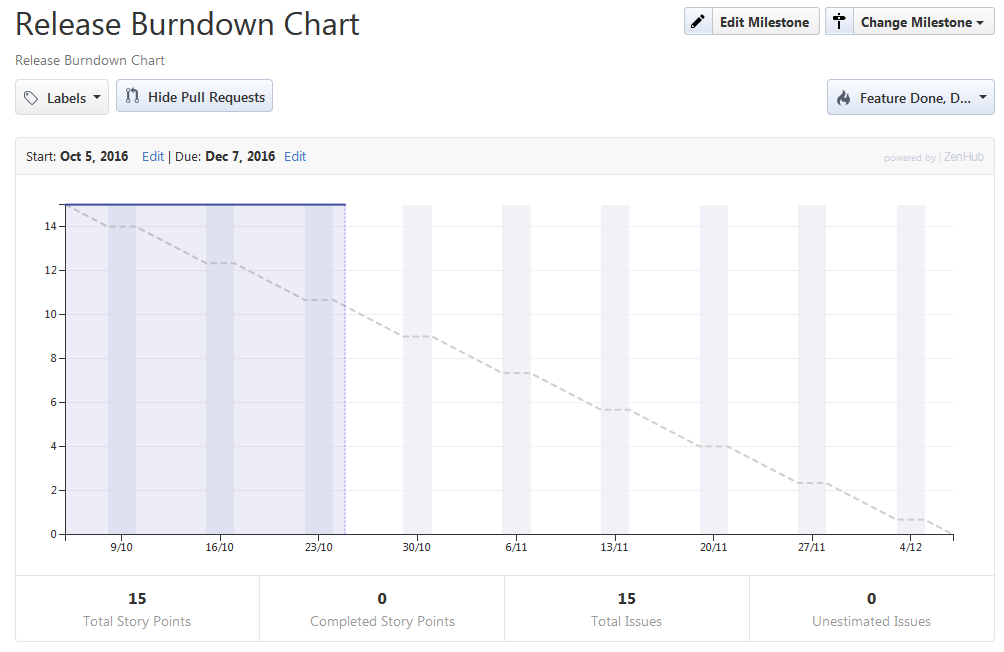 Release Burndown Chart
Edit Milestone
Change Milestone
Release Burndown Chart
Labels
Hide Pull Requests
Feature Done, D...
Start: Oct 5, 2016 Edit | Due: Dec 7, 2016 Edit
powered by | ZenHub
14
12
10
8
6
4
2
0
9/10 16/10 23/10 30/10 6/11 13/11 20/11 27/11 4/12
15 0 15 0
Total Story Points Completed Story Points Total Issues Unestimated Issues